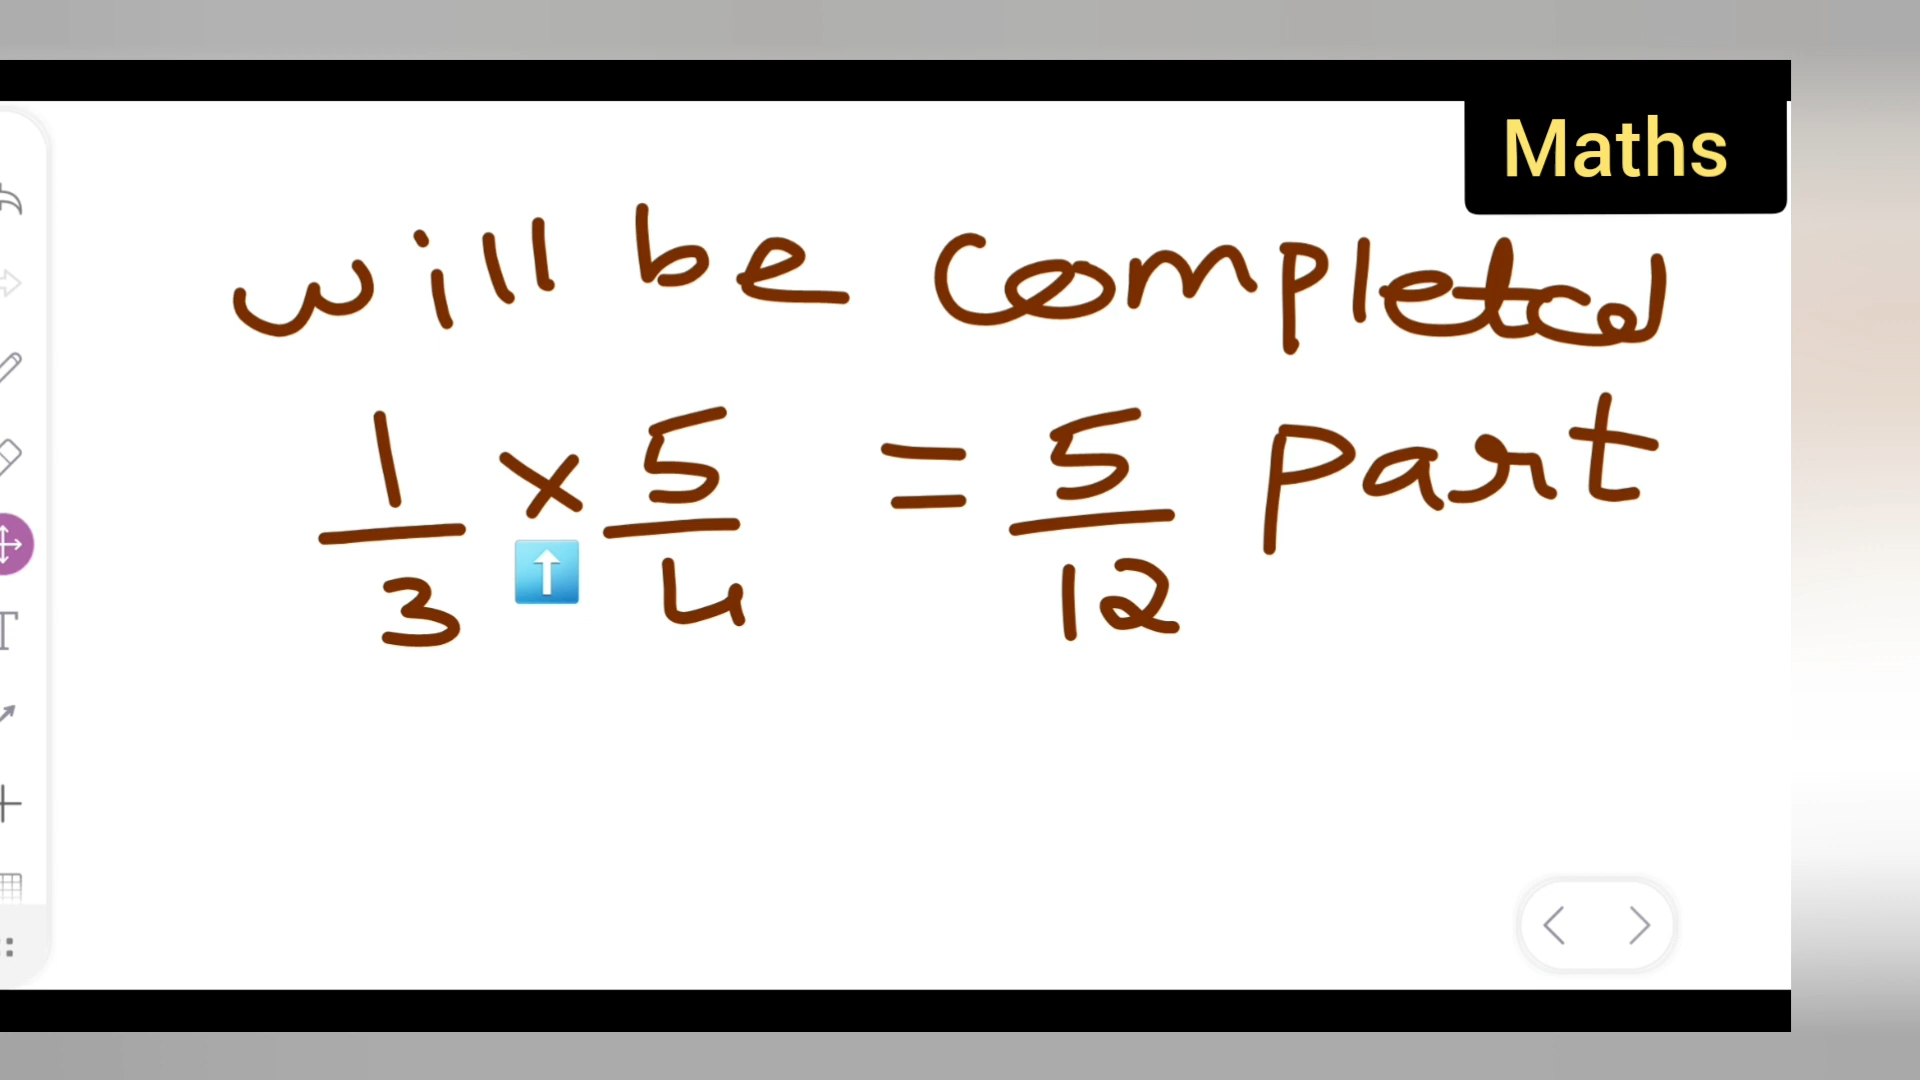 Maths
will be completed
1/3 × 5/4 = 5/12 part